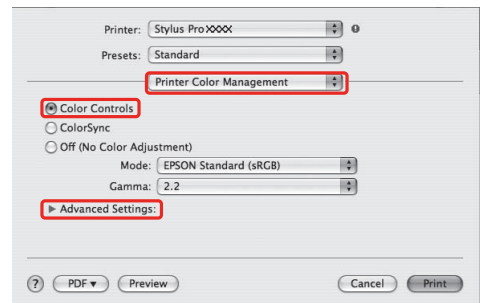 Printer: Stylus Pro XXXX
Presets: Standard
Printer Color Management
Color Controls
ColorSync
Off (No Color Adjustment)
Mode: EPSON Standard (sRGB)
Gamma: 2.2
Advanced Settings:
? PDF Preview Cancel Print